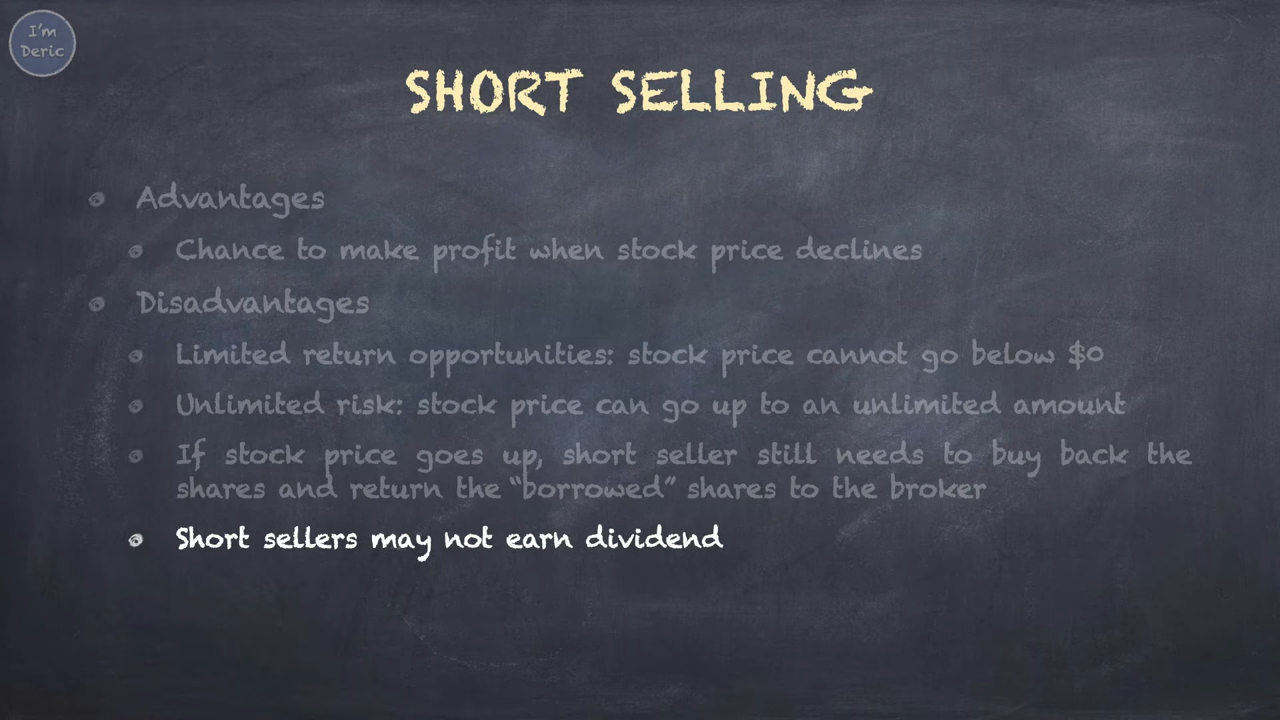 I'm
Deric
SHORT SELLING
Advantages
Chance to make profit when stock price declines
Disadvantages
Limited return opportunities: stock price cannot go below $0
Unlimited risk: stock price can go up to an unlimited amount
If stock price goes up, short seller still needs to buy back the
shares and return the “borrowed” shares to the broker
Short sellers may not earn dividend